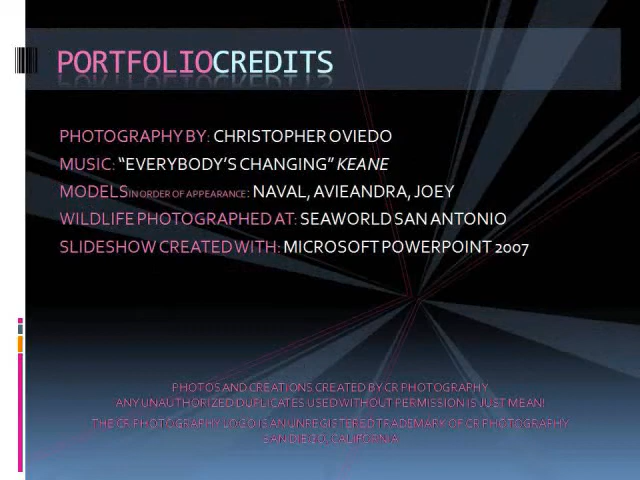 PORTFOLIOCREDITS
PHOTOGRAPHY BY: CHRISTOPHER OVIEDO
MUSIC: “EVERYBODY’S CHANGING” KEANE
MODELS IN ORDER OF APPEARANCE: NAVAL, AVIEANDRA, JOEY
WILDLIFE PHOTOGRAPHED AT: SEAWORLD SAN ANTONIO
SLIDESHOW CREATED WITH: MICROSOFT POWERPOINT 2007
PHOTOS AND CREATIONS CREATED BY CR PHOTOGRAPHY
ANY UNAUTHORIZED DUPLICATES USED WITHOUT PERMISSION IS JUST MEAN!
THE CR PHOTOGRAPHY LOGO IS AN UNREGISTERED TRADEMARK OF CR PHOTOGRAPHY
SAN DIEGO, CALIFORNIA